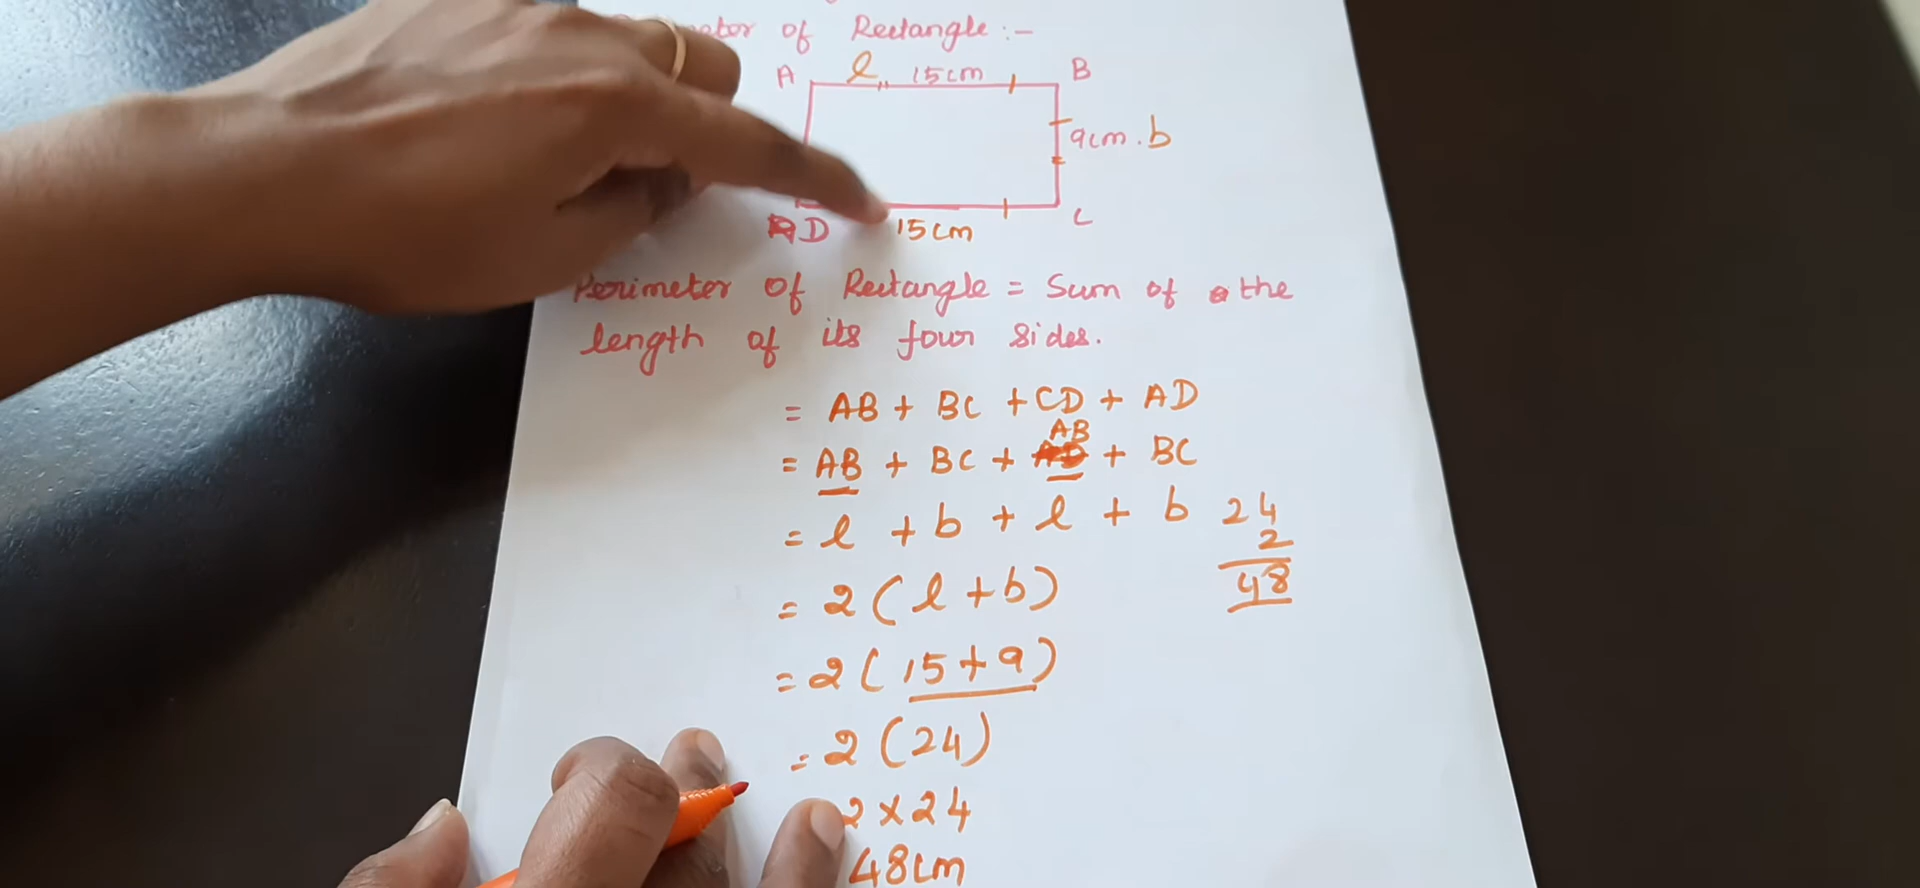 of Rectangle :-
A l 15cm B
9cm. b
D 15cm C
Perimeter of Rectangle = Sum of the
length of its four sides.
= AB + BC + CD + AD
AB
= AB + BC + + BC
= l + b + l + b 24
2
= 2 ( l + b ) 48
= 2 ( 15 + 9 )
= 2 ( 24 )
2 x 24
48cm